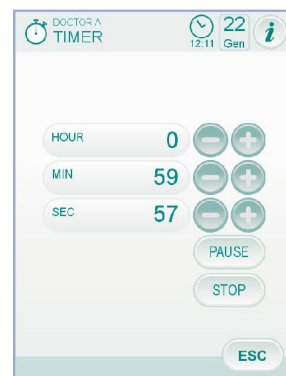 DOCTOR A
TIMER
12:11
22
Gen
i
HOUR 0
MIN 59
SEC 57
PAUSE
STOP
ESC